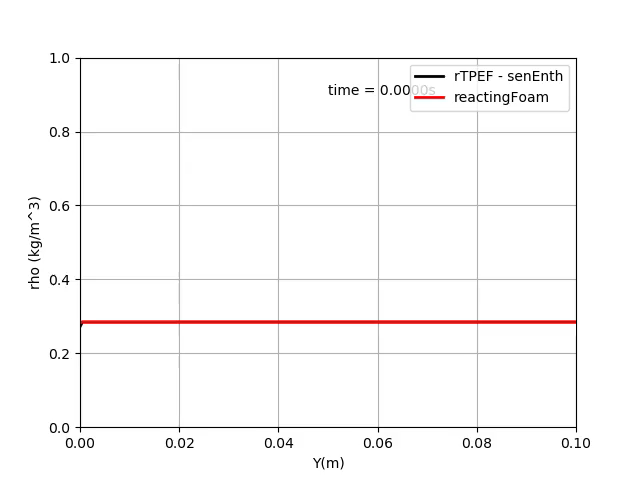 1.0
rTPEF - senEnth
time = 0.0000s
reactingFoam
0.8
0.6
rho (kg/m^3)
0.4
0.2
0.0
0.00 0.02 0.04 0.06 0.08 0.10
Y(m)